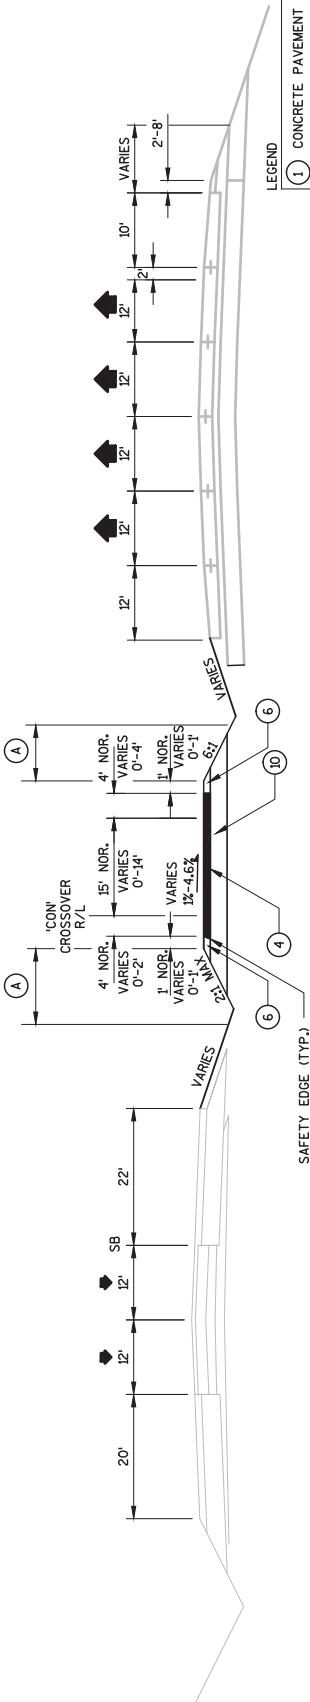 20'
12'
12'
SB
22'
VARIES
A
4' NOR.
VARIES
0'-2'
1' NOR.
VARIES
0'-1'
2:1 MAX
'CON'
CROSSOVER
R/L
15' NOR.
VARIES
0'-14'
VARIES
1%-4.6%
4' NOR.
VARIES
0'-4'
1' NOR.
VARIES
0'-1'
6:1
A
VARIES
6
4
10
6
SAFETY EDGE (TYP.)
12'
12'
12'
12'
12'
2'
10'
VARIES
2'-8'
LEGEND
1 CONCRETE PAVEMENT